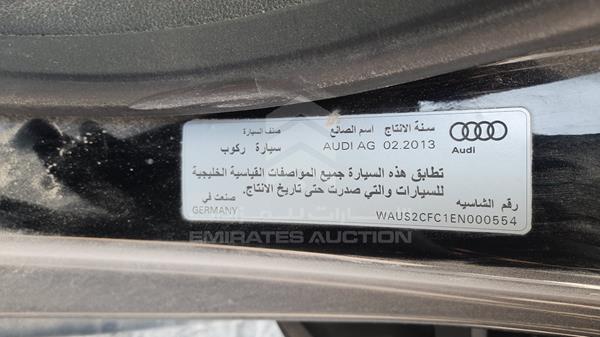 سنة الانتاج اسم الصانع صنف السيارة
02.2013 AUDI AG سيارة ركوب
Audi
تطابق هذه السيارة جميع المواصفات القياسية الخليجية
للسيارات والتي صدرت حتى تاريخ الانتاج.
رقم الشاسيه صنعت في
WAUS2CFC1EN000554 GERMANY
EMIRATES AUCTION